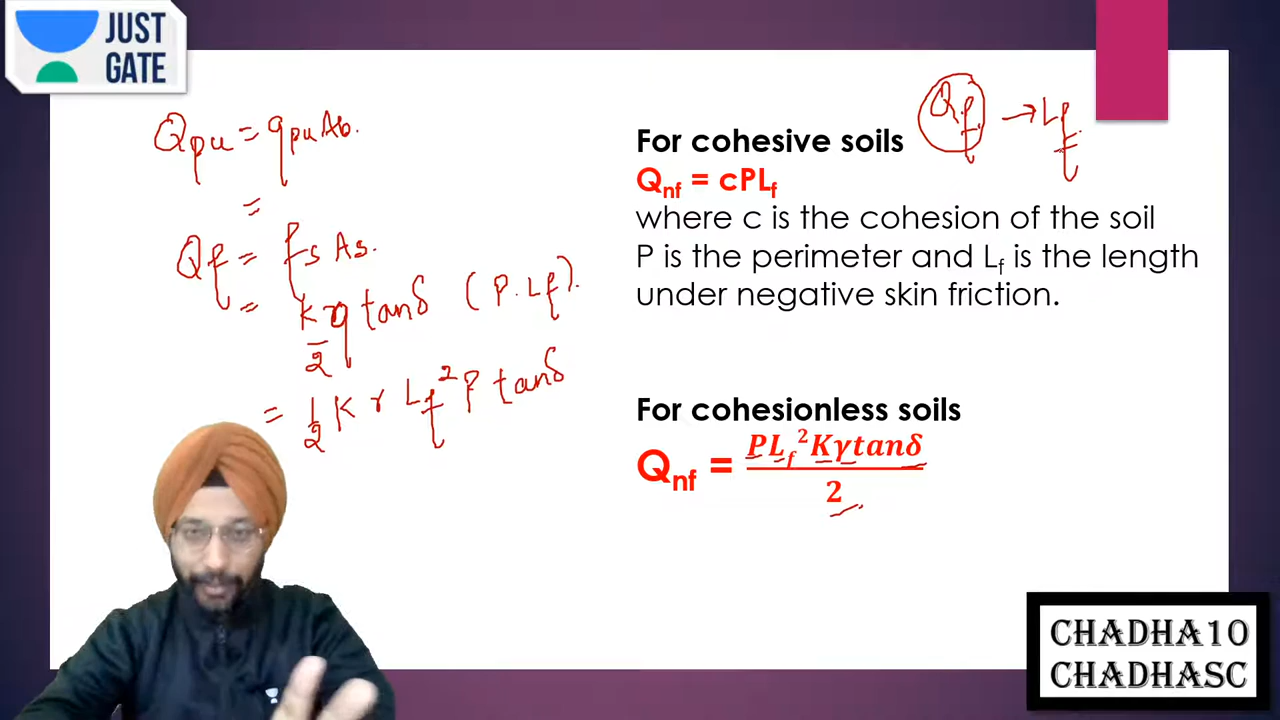 JUST
GATE
Qpu = qpu Ab.
=
Qf = fs As.
= Kγq/2 tanδ (P.Lf).
= 1/2 K γ Lf² P tanδ
Qf → Lf
For cohesive soils
Qnf = cPLf
where c is the cohesion of the soil
P is the perimeter and Lf is the length
under negative skin friction.
For cohesionless soils
Qnf = PLf²Kγtanδ
2
CHADHA10
CHADHASC